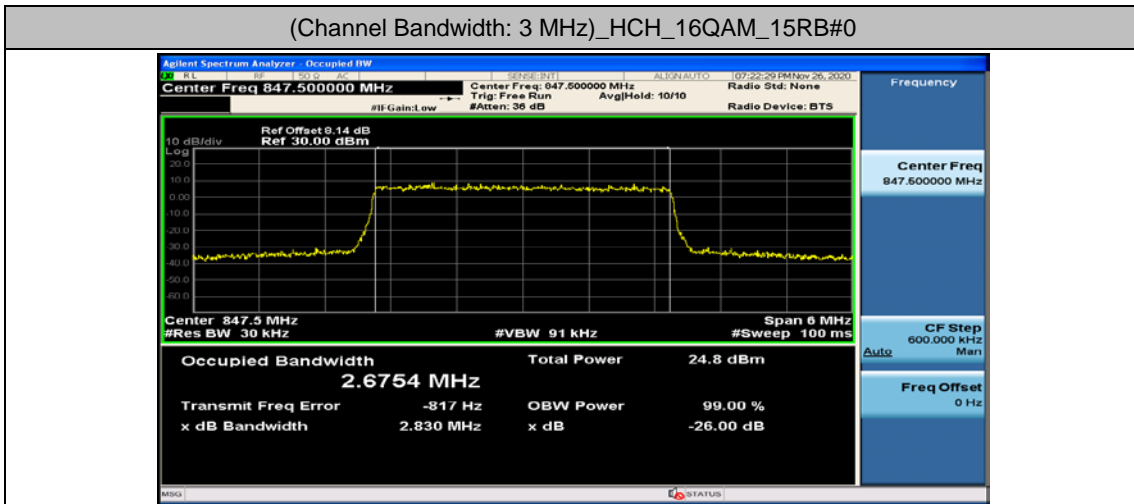 (Channel Bandwidth: 3 MHz)_HCH_16QAM_15RB#0
Agilent Spectrum Analyzer - Occupied BW
RL RF 50 Ω AC SENSE:INT ALIGN AUTO 07:22:29 PM Nov 26, 2020
Center Freq 847.500000 MHz
Center Freq: 847.500000 MHz Radio Std: None
Trig: Free Run Avg|Hold: 10/10
#IFGain:Low #Atten: 36 dB Radio Device: BTS
Frequency
Ref Offset 8.14 dB
10 dB/div Ref 30.00 dBm
Log
20.0
10.0
0.00
-10.0
-20.0
-30.0
-40.0
-50.0
-60.0
Center 847.5 MHz Span 6 MHz
#Res BW 30 kHz #VBW 91 kHz #Sweep 100 ms
Occupied Bandwidth Total Power 24.8 dBm
2.6754 MHz
Transmit Freq Error -817 Hz OBW Power 99.00 %
x dB Bandwidth 2.830 MHz x dB -26.00 dB
Center Freq
847.500000 MHz
CF Step
600.000 kHz
Auto Man
Freq Offset
0 Hz
MSG STATUS